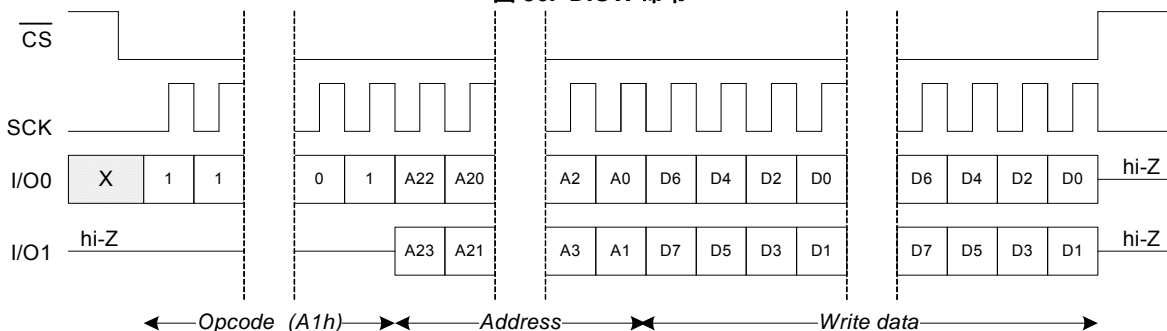 CS
SCK
I/O0 X 1 1 0 1 A22 A20 A2 A0 D6 D4 D2 D0 D6 D4 D2 D0 hi-Z
I/O1 hi-Z A23 A21 A3 A1 D7 D5 D3 D1 D7 D5 D3 D1 hi-Z
Opcode (A1h) Address Write data